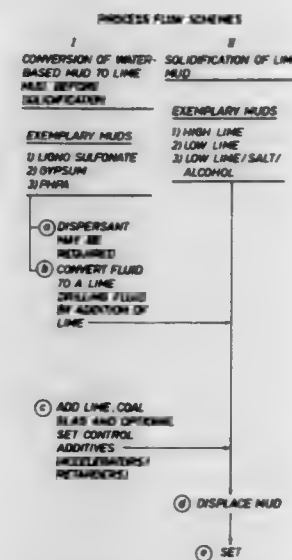 PROCESS FLOW SCHEMES
I
CONVERSION OF WATER-
BASED MUD TO LIME
MUD BEFORE
SOLIDIFICATION
EXEMPLARY MUDS
1) LIGNO SULFONATE
2) GYPSUM
3) PHPA
II
SOLIDIFICATION OF LIME
MUD
EXEMPLARY MUDS
1) HIGH LIME
2) LOW LIME
3) LOW LIME/SALT/
ALCOHOL
a DISPERSANT
MAY BE
REQUIRED
b CONVERT FLUID
TO A LIME
DRILLING FLUID
BY ADDITION OF
LIME
c ADD LIME, COAL
SLAG AND OPTIONAL
SET CONTROL
ADDITIVES
(ACCELERATORS/
RETARDERS)
d DISPLACE MUD
e SET